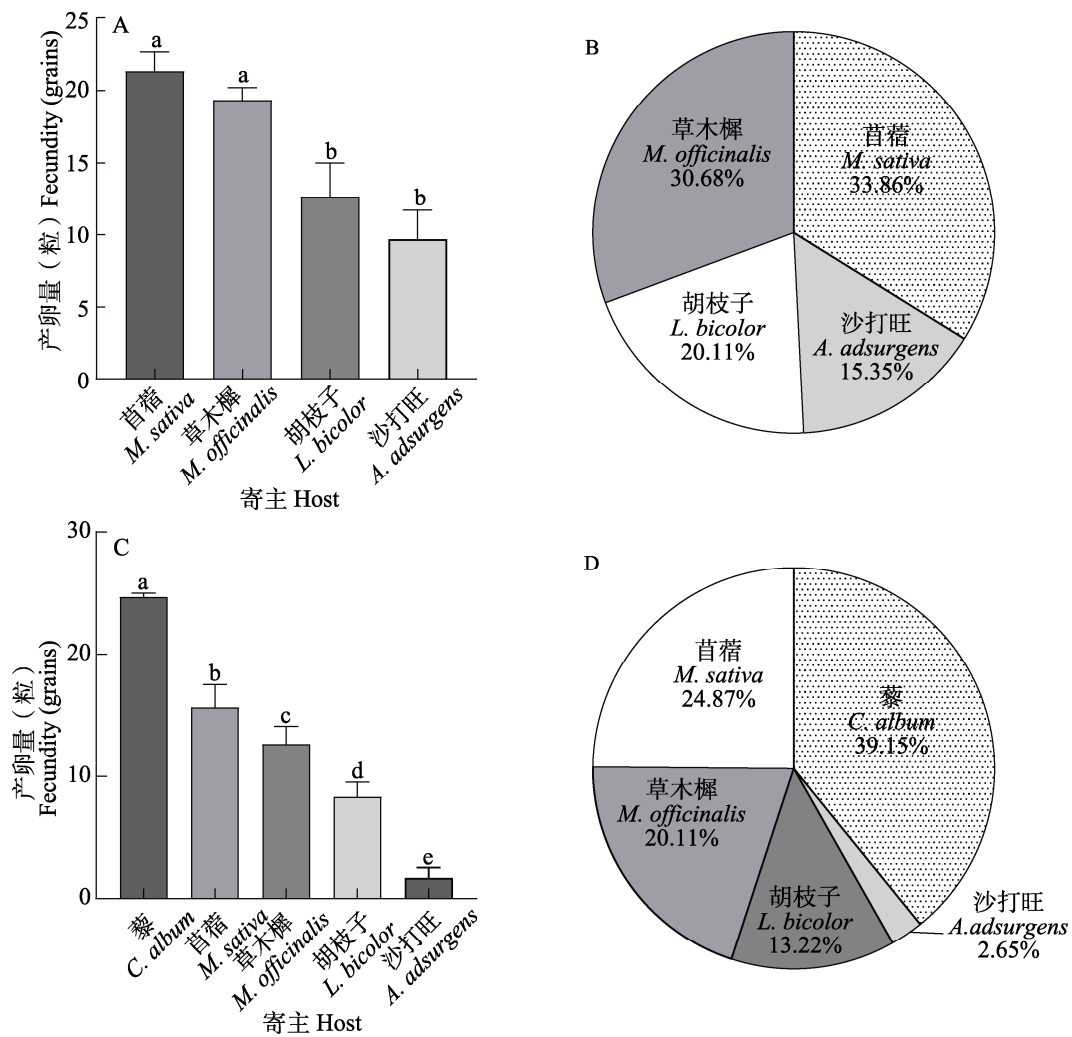 A
产卵量（粒）Fecundity (grains)
25
20
15
10
5
0
a
a
b
b
苜蓿
M. sativa
草木樨
M. officinalis
胡枝子
L. bicolor
沙打旺
A. adsurgens
寄主 Host
B
草木樨
M. officinalis
30.68%
苜蓿
M. sativa
33.86%
胡枝子
L. bicolor
20.11%
沙打旺
A. adsurgens
15.35%
C
产卵量（粒）
Fecundity (grains)
30
20
10
0
a
b
c
d
e
藜
C. album
苜蓿
M. sativa
草木樨
M. officinalis
胡枝子
L. bicolor
沙打旺
A. adsurgens
寄主 Host
D
苜蓿
M. sativa
24.87%
藜
C. album
39.15%
草木樨
M. officinalis
20.11%
胡枝子
L. bicolor
13.22%
沙打旺
A.adsurgens
2.65%